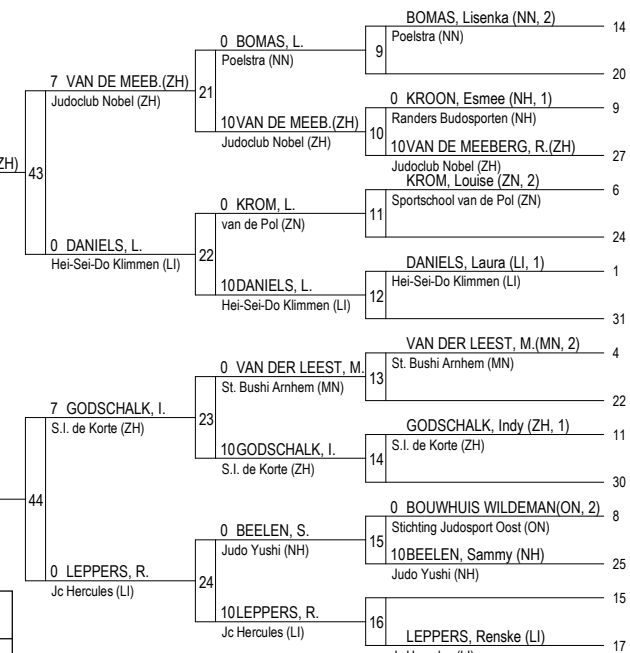 BOMAS, Lisenka (NN, 2) 14
Poelstra (NN)
9
0 BOMAS, L.
Poelstra (NN)
20
7 VAN DE MEEB.(ZH)
Judoclub Nobel (ZH)
21
0 KROON, Esmee (NH, 1) 9
Randers Budosporten (NH)
10VAN DE MEEB.(ZH)
Judoclub Nobel (ZH)
10
10VAN DE MEEBERG, R.(ZH) 27
Judoclub Nobel (ZH)
ZH)
43
KROM, Louise (ZN, 2) 6
Sportschool van de Pol (ZN)
0 KROM, L.
van de Pol (ZN)
11
24
0 DANIELS, L.
Hei-Sei-Do Klimmen (LI)
22
DANIELS, Laura (LI, 1) 1
Hei-Sei-Do Klimmen (LI)
10DANIELS, L.
Hei-Sei-Do Klimmen (LI)
12
31
VAN DER LEEST, M.(MN, 2) 4
St. Bushi Arnhem (MN)
0 VAN DER LEEST, M.
St. Bushi Arnhem (MN)
13
22
7 GODSCHALK, I.
S.I. de Korte (ZH)
23
GODSCHALK, Indy (ZH, 1) 11
S.I. de Korte (ZH)
10GODSCHALK, I.
S.I. de Korte (ZH)
14
30
44
0 BOUWHUIS WILDEMAN(ON, 2) 8
Stichting Judosport Oost (ON)
0 BEELEN, S.
Judo Yushi (NH)
15
10BEELEN, Sammy (NH) 25
Judo Yushi (NH)
0 LEPPERS, R.
Jc Hercules (LI)
24
15
10LEPPERS, R.
Jc Hercules (LI)
16
LEPPERS, Renske (LI) 17